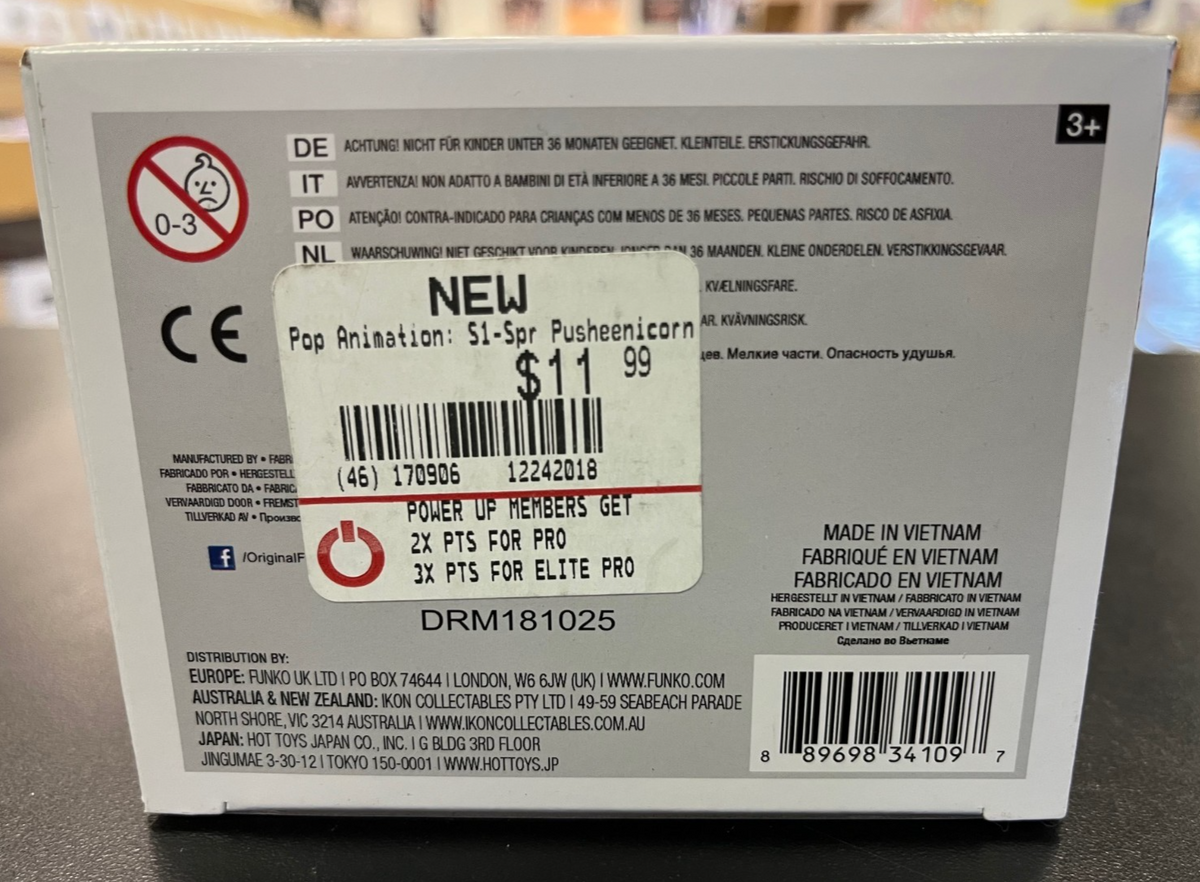 3+
0-3
DE ACHTUNG! NICHT FÜR KINDER UNTER 36 MONATEN GEEIGNET. KLEINTEILE. ERSTICKUNGSGEFAHR.
IT AVVERTENZA! NON ADATTO A BAMBINI DI ETÀ INFERIORE A 36 MESI. PICCOLE PARTI. RISCHIO DI SOFFOCAMENTO.
PO ATENÇÃO! CONTRA-INDICADO PARA CRIANÇAS COM MENOS DE 36 MESES. PEQUENAS PARTES. RISCO DE ASFIXIA.
NL WAARSCHUWING! NIET GESCHIKT VOOR KINDEREN 36 MAANDEN. KLEINE ONDERDELEN. VERSTIKKINGSGEVAAR.
KVÆLNINGSFARE.
AR. KVÄVNINGSRISK.
цев. Мелкие части. Опасность удушья.
CE
NEW
Pop Animation: S1-Spr Pusheenicorn
$11 99
(46) 170906 12242018
POWER UP MEMBERS GET
2X PTS FOR PRO
3X PTS FOR ELITE PRO
MANUFACTURED BY • FABRI
FABRICADO POR • HERGESTELL
FABBRICATO DA • FABRIC
VERVAARDIGD DOOR • FREMST
TILLVERKAD AV • Произво
f /OriginalF
DRM181025
MADE IN VIETNAM
FABRIQUÉ EN VIETNAM
FABRICADO EN VIETNAM
HERGESTELLT IN VIETNAM / FABBRICATO IN VIETNAM
FABRICADO NA VIETNAM / VERVAARDIGD IN VIETNAM
PRODUCERET I VIETNAM / TILLVERKAD I VIETNAM
Сделано во Вьетнаме
DISTRIBUTION BY:
EUROPE: FUNKO UK LTD | PO BOX 74644 | LONDON, W6 6JW (UK) | WWW.FUNKO.COM
AUSTRALIA & NEW ZEALAND: IKON COLLECTABLES PTY LTD | 49-59 SEABEACH PARADE
NORTH SHORE, VIC 3214 AUSTRALIA | WWW.IKONCOLLECTABLES.COM.AU
JAPAN: HOT TOYS JAPAN CO., INC. | G BLDG 3RD FLOOR
JINGUMAE 3-30-12 | TOKYO 150-0001 | WWW.HOTTOYS.JP
8 89698 34109 7